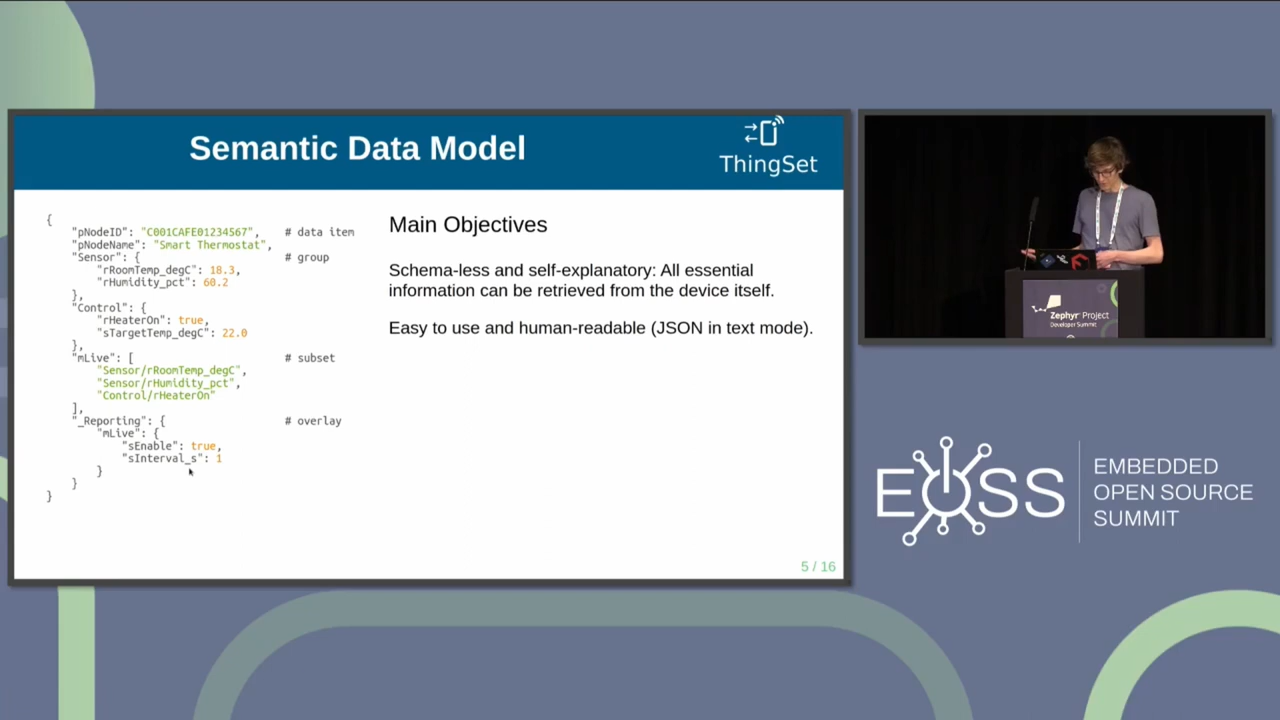 Semantic Data Model
ThingSet
{
    "pNodeID": "C001CAFE01234567",    # data item
    "pNodeName": "Smart Thermostat",
    "Sensor": {    # group
        "rRoomTemp_degC": 18.3,
        "rHumidity_pct": 60.2
    },
    "Control": {
        "rHeaterOn": true,
        "sTargetTemp_degC": 22.0
    },
    "mLive": [    # subset
        "Sensor/rRoomTemp_degC",
        "Sensor/rHumidity_pct",
        "Control/rHeaterOn"
    ],
    "_Reporting": {    # overlay
        "mLive": {
            "sEnable": true,
            "sInterval_s": 1
        }
    }
}
Main Objectives
Schema-less and self-explanatory: All essential
information can be retrieved from the device itself.
Easy to use and human-readable (JSON in text mode).
5 / 16
Zephyr Project
Developer Summit
EOSS
EMBEDDED
OPEN SOURCE
SUMMIT